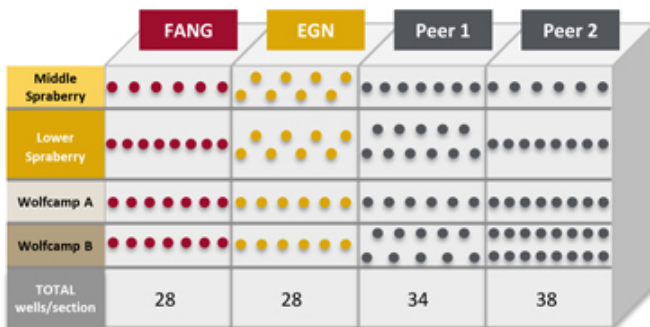 FANG EGN Peer 1 Peer 2
Middle
Spraberry
Lower
Spraberry
Wolfcamp A
Wolfcamp B
TOTAL
wells/section
28 28 34 38